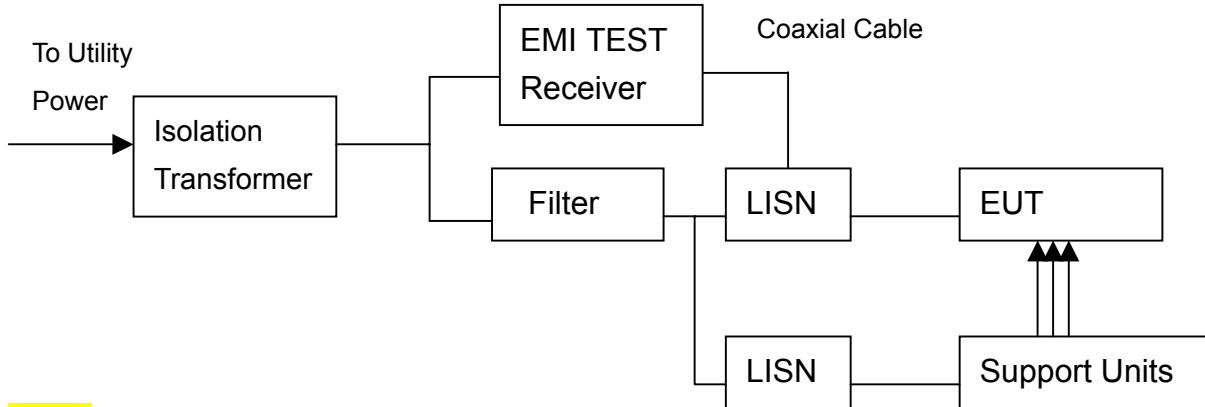 To Utility
Power
Isolation
Transformer
EMI TEST
Receiver
Coaxial Cable
Filter
LISN
EUT
LISN
Support Units